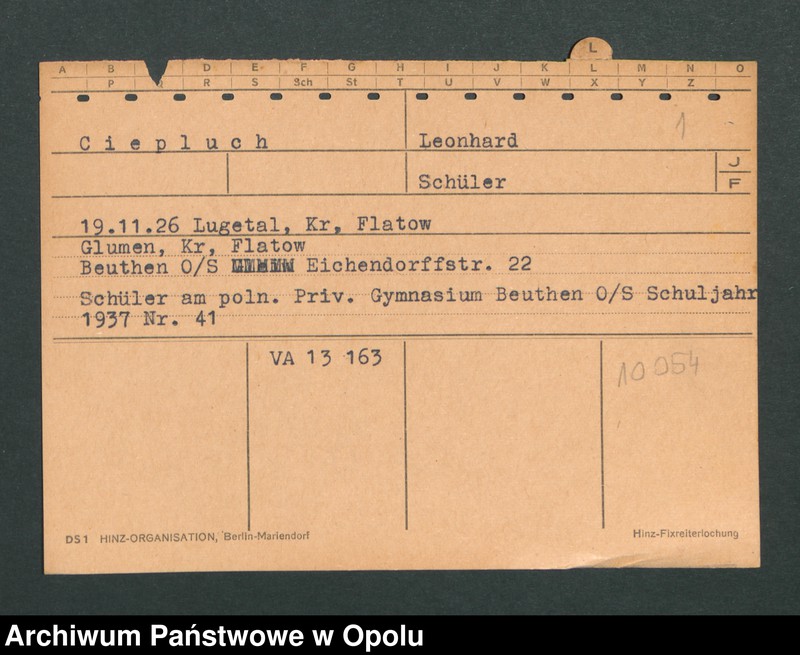 L
A B D E F G H I J K L M N O
P Q R S Sch St T U V W X Y Z
1
Ciepluch Leonhard
Schüler J
F
19.11.26 Lugetal, Kr, Flatow
Glumen, Kr, Flatow
Beuthen O/S Eichendorffstr. 22
Schüler am poln. Priv. Gymnasium Beuthen O/S Schuljahr
1937 Nr. 41
VA 13 163 10054
DS1 HINZ-ORGANISATION, Berlin-Mariendorf Hinz-Fixreiterlochung
Archiwum Państwowe w Opolu